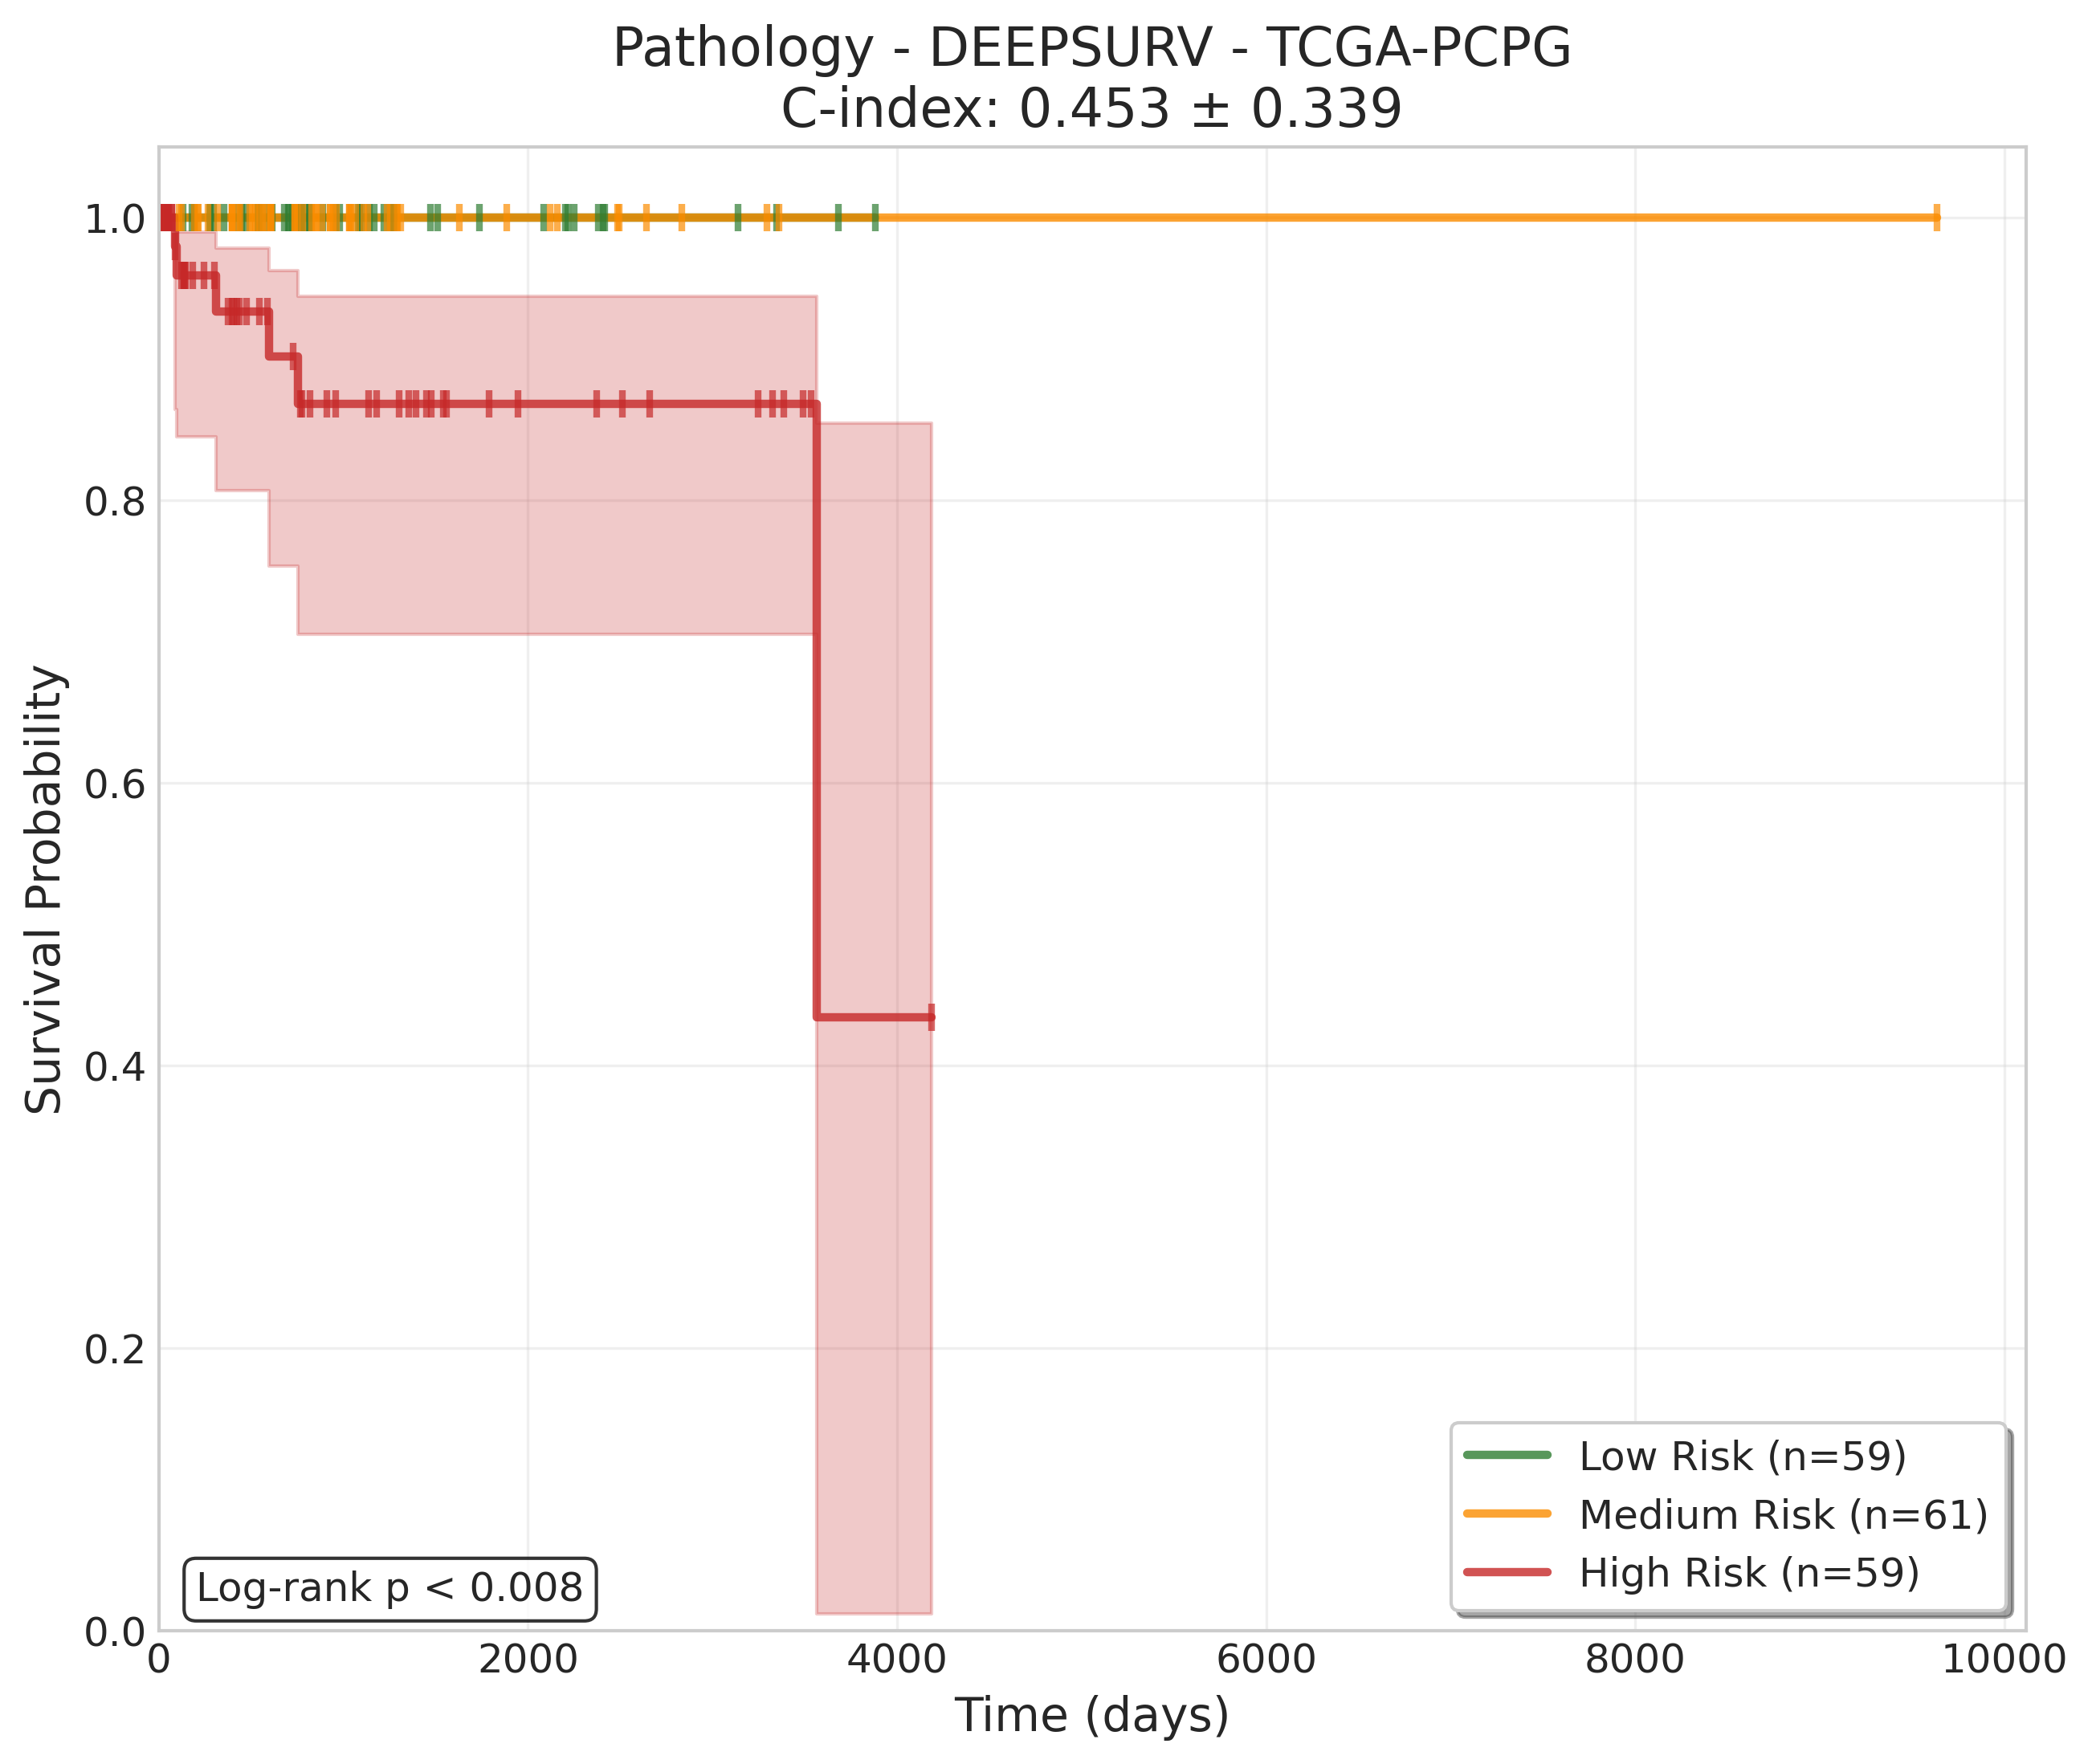 Pathology - DEEPSURV - TCGA-PCPG
C-index: 0.453 ± 0.339
Survival Probability
1.0
0.8
0.6
0.4
0.2
0.0
0
2000
4000
6000
8000
10000
Time (days)
Log-rank p < 0.008
Low Risk (n=59)
Medium Risk (n=61)
High Risk (n=59)